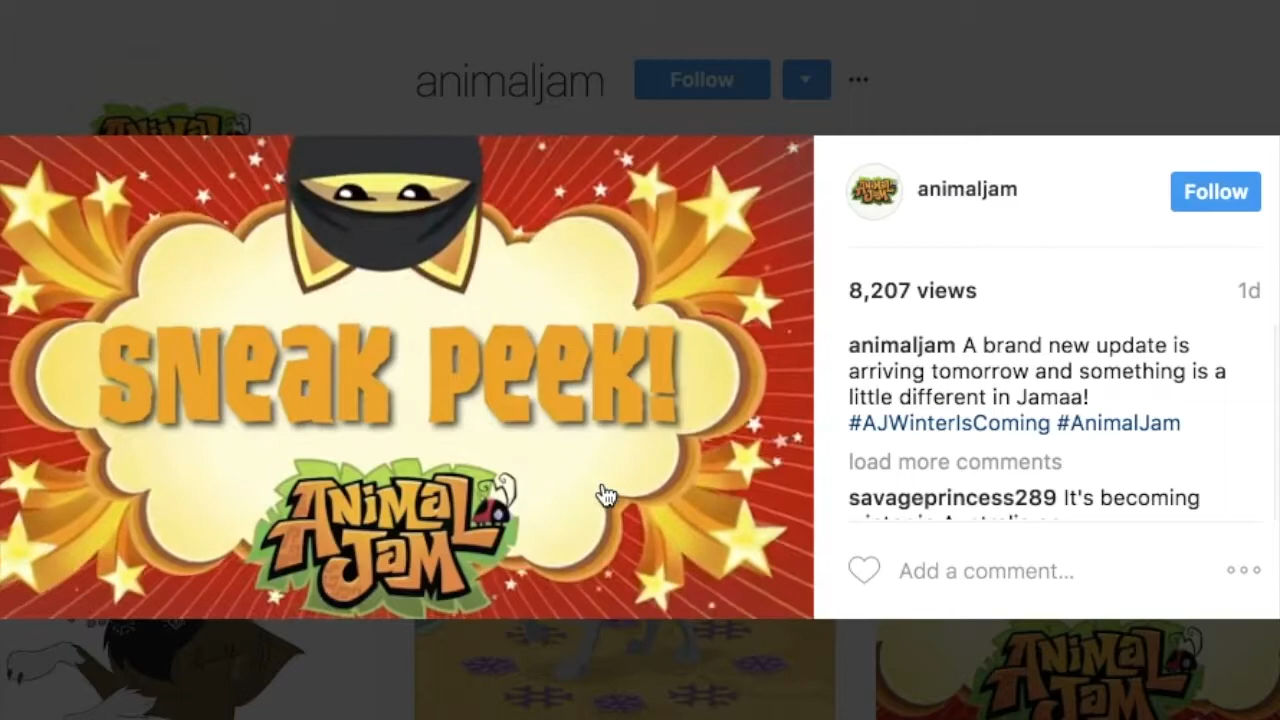 animaljam Follow
SNEAK PEEK!
ANIMAL
JAM
animaljam Follow
8,207 views 1d
animaljam A brand new update is
arriving tomorrow and something is a
little different in Jamaa!
#AJWinterIsComing #AnimalJam
load more comments
savageprincess289 It's becoming
Add a comment...
ANIMAL
JAM